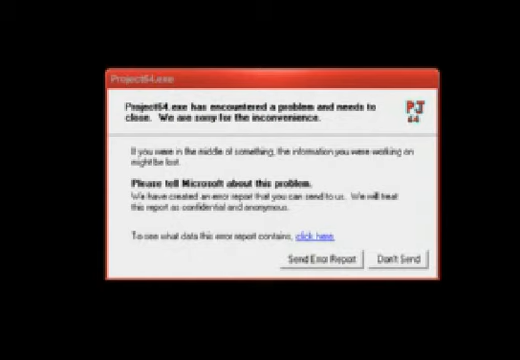 Project64.exe
Project64.exe has encountered a problem and needs to
close. We are sorry for the inconvenience.
PJ
64
If you were in the middle of something, the information you were working on
might be lost.
Please tell Microsoft about this problem.
We have created an error report that you can send to us. We will treat
this report as confidential and anonymous.
To see what data this error report contains, click here.
Send Error Report
Don't Send